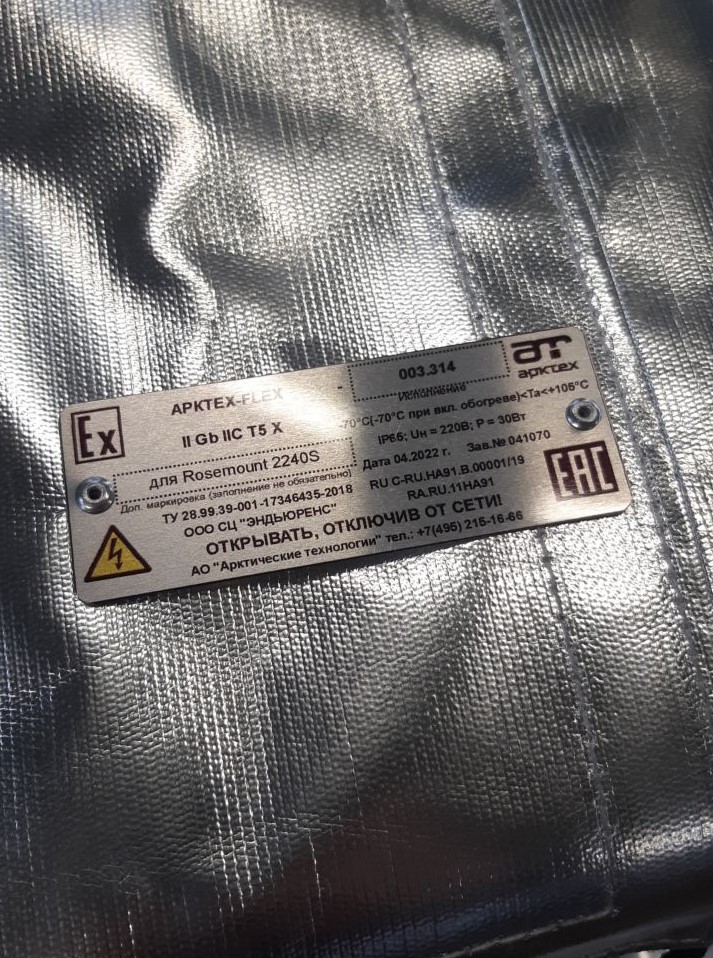 Ex
АРКТЕХ-FLEX - 003.314
Исполнение
арктех
II Gb IIC T5 X
-70°C(-70°C при вкл. обогреве)<Ta<+105°C
для Rosemount 2240S
IP66; Uн = 220В; P = 30Вт
Доп. маркировка (заполнение не обязательно)
Дата 04.2022 г. Зав.№ 041070
ТУ 28.99.39-001-17346435-2018
RU C-RU.HA91.B.00001/19
ООО СЦ "ЭНДЬЮРЕНС"
RA.RU.11HA91
EAC
ОТКРЫВАТЬ, ОТКЛЮЧИВ ОТ СЕТИ!
АО "Арктические технологии" тел.: +7(495) 215-16-66